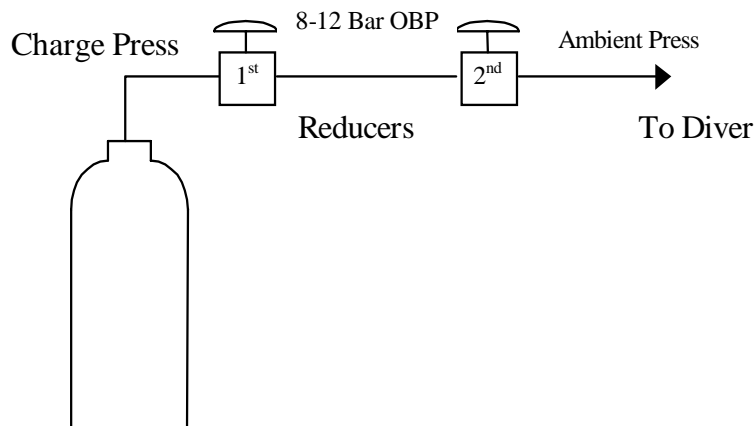 8-12 Bar OBP
Charge Press
Ambient Press
1st
2nd
Reducers
To Diver